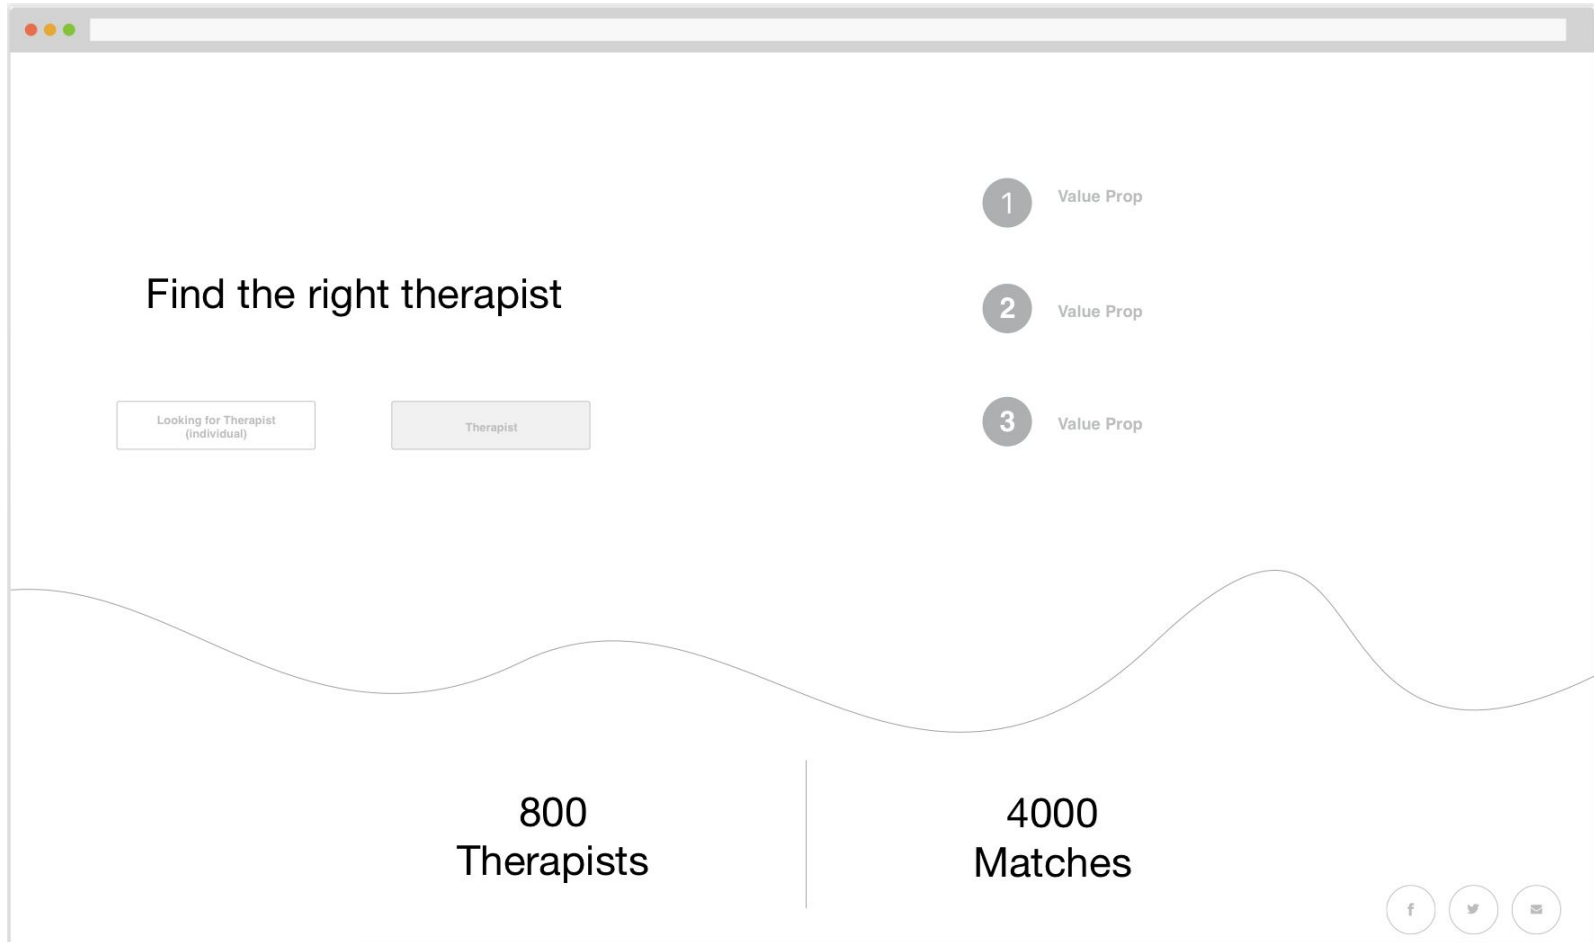 Find the right therapist
Looking for Therapist
(individual)
Therapist
1
Value Prop
2
Value Prop
3
Value Prop
800
Therapists
4000
Matches
f